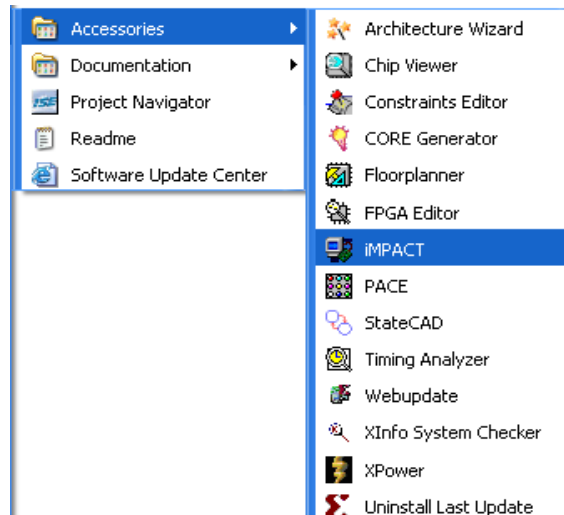 Accessories
Documentation
ISE Project Navigator
Readme
Software Update Center
Architecture Wizard
Chip Viewer
Constraints Editor
CORE Generator
Floorplanner
FPGA Editor
iMPACT
PACE
StateCAD
Timing Analyzer
Webupdate
XInfo System Checker
XPower
Uninstall Last Update